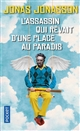 JONAS JONASSON
L'ASSASSIN
QUI RÊVAIT
D'UNE PLACE
AU PARADIS
POCKET